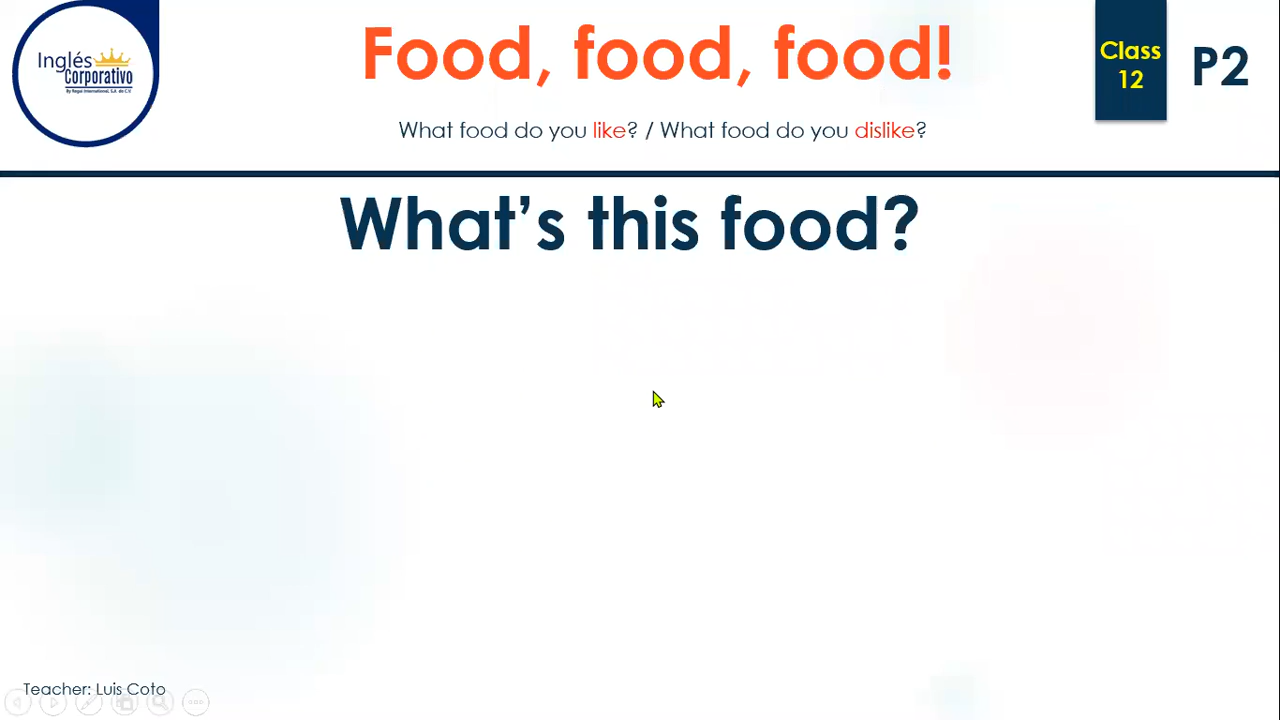 Inglés
Corporativo
By Regus International, S.A. de C.V.
Food, food, food!
What food do you like? / What food do you dislike?
Class
12
P2
What’s this food?
Teacher: Luis Coto